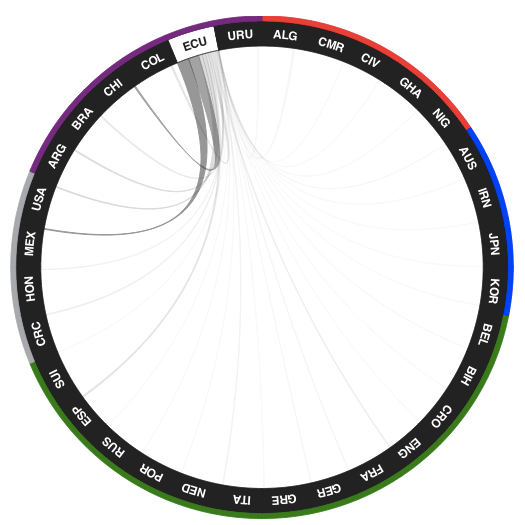 URU
ALG
CMR
CIV
GHA
NIG
AUS
IRN
JPN
KOR
BEL
BIH
CRO
ENG
FRA
GER
GRE
ITA
NED
POR
RUS
ESP
SUI
CRC
HON
MEX
USA
ARG
BRA
CHI
COL
ECU